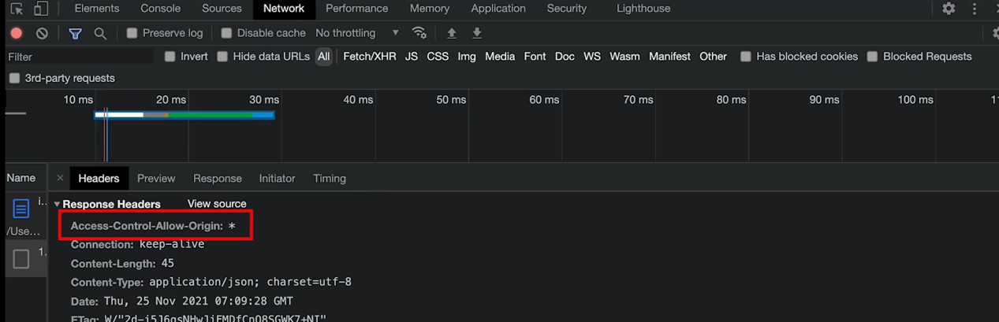 Elements Console Sources Network Performance Memory Application Security Lighthouse
Preserve log Disable cache No throttling
Filter Invert Hide data URLs All Fetch/XHR JS CSS Img Media Font Doc WS Wasm Manifest Other Has blocked cookies Blocked Requests
3rd-party requests
10 ms 20 ms 30 ms 40 ms 50 ms 60 ms 70 ms 80 ms 90 ms 100 ms 11
Name × Headers Preview Response Initiator Timing
i... Response Headers View source
/Use... Access-Control-Allow-Origin: *
1. Connection: keep-alive
Content-Length: 45
Content-Type: application/json; charset=utf-8
Date: Thu, 25 Nov 2021 07:09:28 GMT
ETag: